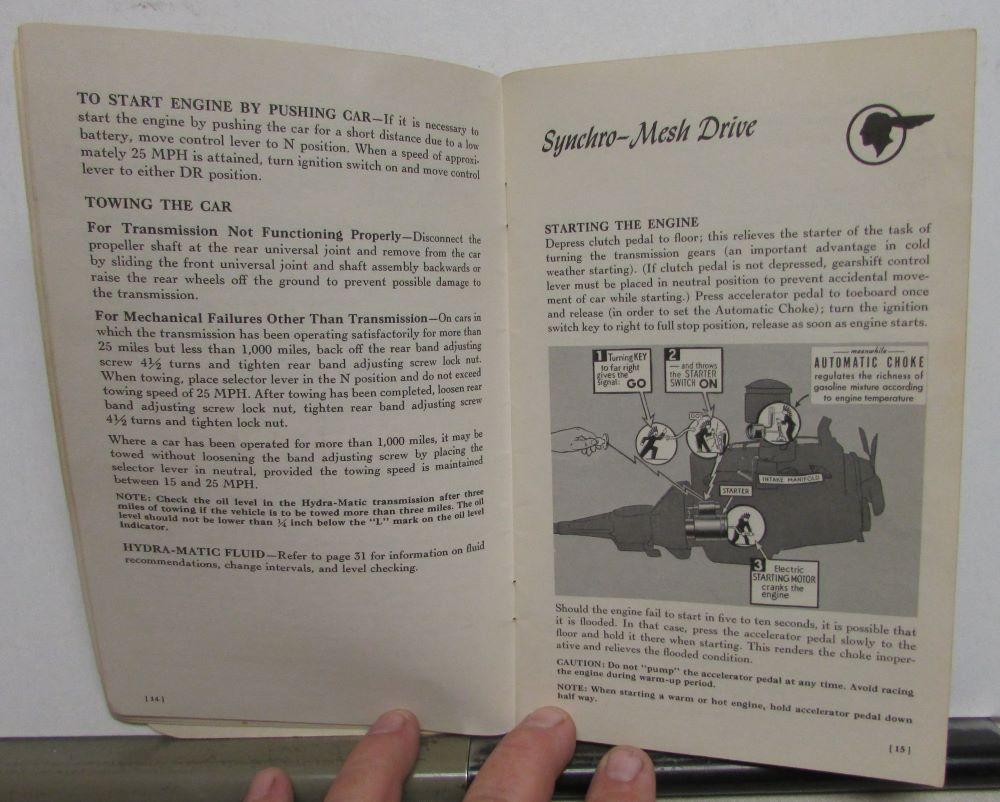 TO START ENGINE BY PUSHING CAR—If it is necessary to
start the engine by pushing the car for a short distance due to a low
battery, move control lever to N position. When a speed of approxi-
mately 25 MPH is attained, turn ignition switch on and move control
lever to either DR position.
TOWING THE CAR
For Transmission Not Functioning Properly—Disconnect the
propeller shaft at the rear universal joint and remove from the car
by sliding the front universal joint and shaft assembly backwards or
raise the rear wheels off the ground to prevent possible damage to
the transmission.
For Mechanical Failures Other Than Transmission—On cars in
which the transmission has been operating satisfactorily for more than
25 miles but less than 1,000 miles, back off the rear band adjusting
screw 4½ turns and tighten rear band adjusting screw lock nut.
When towing, place selector lever in the N position and do not exceed
towing speed of 25 MPH. After towing has been completed, loosen rear
band adjusting screw lock nut, tighten rear band adjusting screw
4½ turns and tighten lock nut.
Where a car has been operated for more than 1,000 miles, it may be
towed without loosening the band adjusting screw by placing the
selector lever in neutral, provided the towing speed is maintained
between 15 and 25 MPH.
NOTE: Check the oil level in the Hydra-Matic transmission after three
miles of towing if the vehicle is to be towed more than three miles. The oil
level should not be lower than ¼ inch below the "L" mark on the oil level
Indicator.
HYDRA-MATIC FLUID—Refer to page 31 for information on fluid
recommendations, change intervals, and level checking.
[14]
Synchro-Mesh Drive
STARTING THE ENGINE
Depress clutch pedal to floor; this relieves the starter of the task of
turning the transmission gears (an important advantage in cold
weather starting). (If clutch pedal is not depressed, gearshift control
lever must be placed in neutral position to prevent accidental move-
ment of car while starting.) Press accelerator pedal to toeboard once
and release (in order to set the Automatic Choke); turn the ignition
switch key to right to full stop position, release as soon as engine starts.
1 Turning KEY
to far right
gives the
signal: GO
2
—and throws
the STARTER
SWITCH ON
meanwhile
AUTOMATIC CHOKE
regulates the richness of
gasoline mixture according
to engine temperature
GO
INTAKE MANIFOLD
STARTER
3 Electric
STARTING MOTOR
cranks the
engine
Should the engine fail to start in five to ten seconds, it is possible that
it is flooded. In that case, press the accelerator pedal slowly to the
floor and hold it there when starting. This renders the choke inoper-
ative and relieves the flooded condition.
CAUTION: Do not "pump" the accelerator pedal at any time. Avoid racing
the engine during warm-up period.
NOTE: When starting a warm or hot engine, hold accelerator pedal down
half way.
[15]